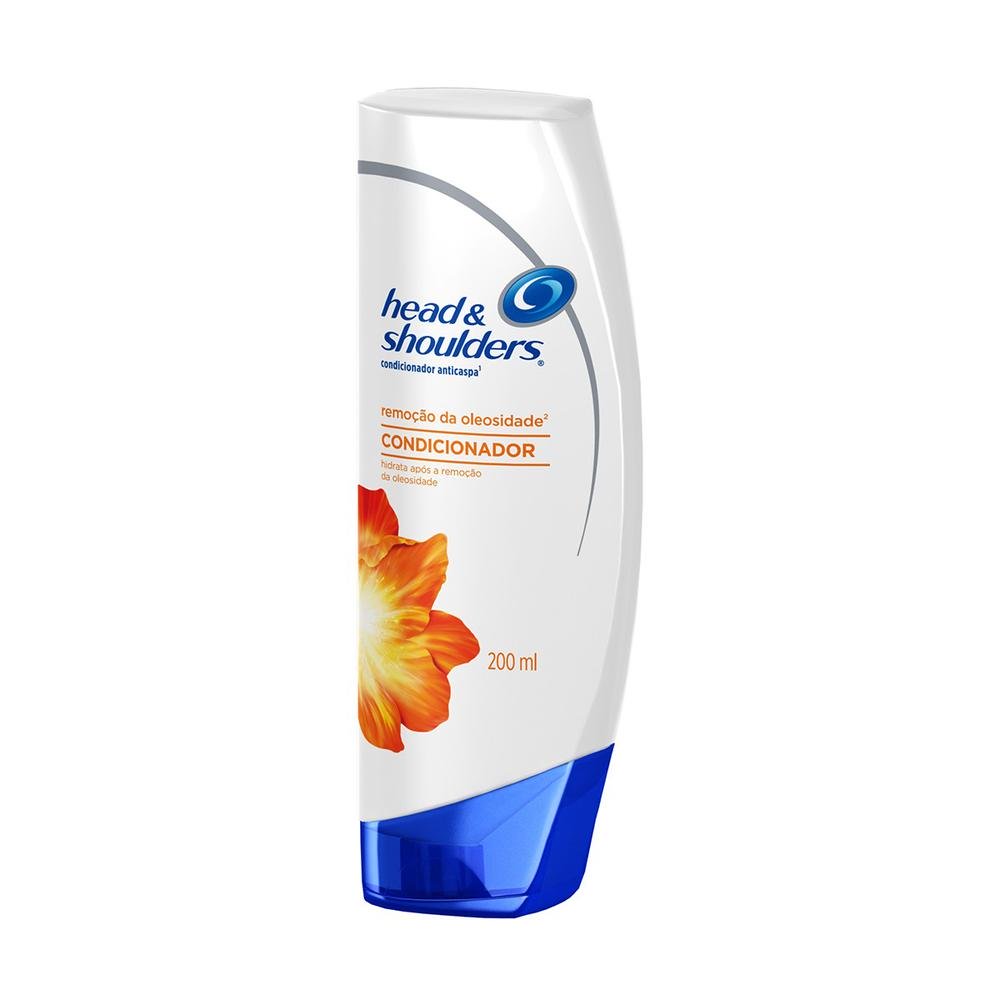 head &
shoulders®
condicionador anticaspa¹
remoção da oleosidade²
CONDICIONADOR
hidrata após a remoção
da oleosidade
200 ml